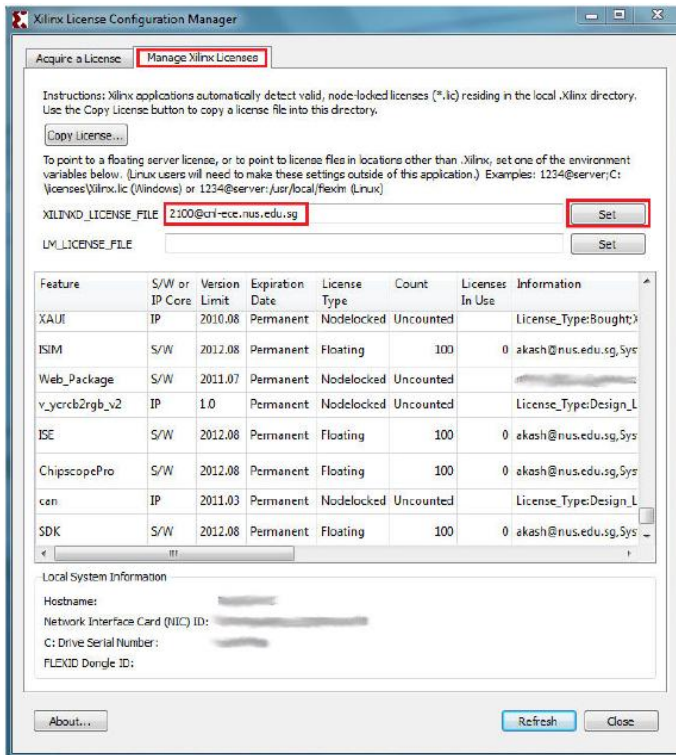 Xilinx License Configuration Manager
Acquire a License
Manage Xilinx Licenses
Instructions: Xilinx applications automatically detect valid, node-locked licenses (*.lic) residing in the local .Xilinx directory.
Use the Copy License button to copy a license file into this directory.
Copy License...
To point to a floating server license, or to point to license files in locations other than .Xilinx, set one of the environment
variables below. (Linux users will need to make these settings outside of this application.) Examples: 1234@server;C:
\licenses\Xilinx.lic (Windows) or 1234@server:/usr/local/flexlm (Linux)
XILINXD_LICENSE_FILE 2100@cnl-ece.nus.edu.sg Set
LM_LICENSE_FILE Set
Feature S/W or Version Expiration License Count Licenses Information
IP Core Limit Date Type In Use
XAUI IP 2010.08 Permanent Nodelocked Uncounted License_Type:Bought;X
ISIM S/W 2012.08 Permanent Floating 100 0 akash@nus.edu.sg,Sys
Web_Package S/W 2011.07 Permanent Nodelocked Uncounted
v_ycrcb2rgb_v2 IP 1.0 Permanent Nodelocked Uncounted License_Type:Design_L
ISE S/W 2012.08 Permanent Floating 100 0 akash@nus.edu.sg,Sys
ChipscopePro S/W 2012.08 Permanent Floating 100 0 akash@nus.edu.sg,Sys
can IP 2011.03 Permanent Nodelocked Uncounted License_Type:Design_L
SDK S/W 2012.08 Permanent Floating 100 0 akash@nus.edu.sg,Sys
Local System Information
Hostname:
Network Interface Card (NIC) ID:
C: Drive Serial Number:
FLEXID Dongle ID:
About...
Refresh
Close